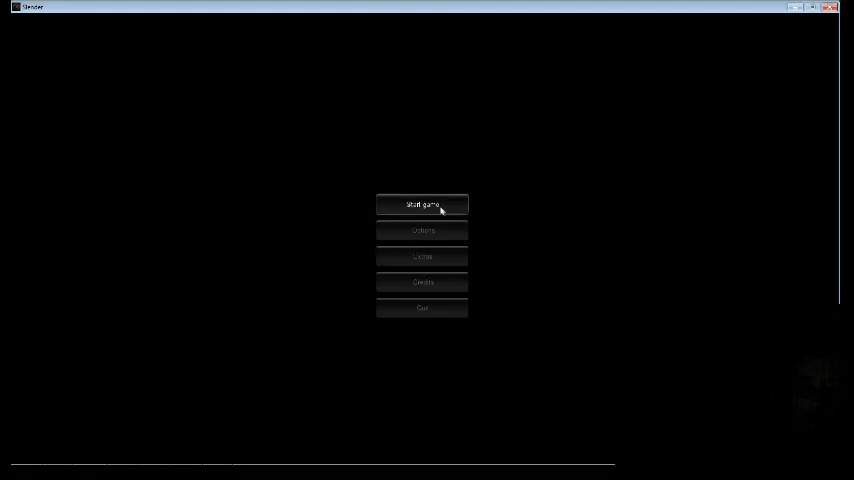 Slender
Start game
Options
Extras
Credits
Quit